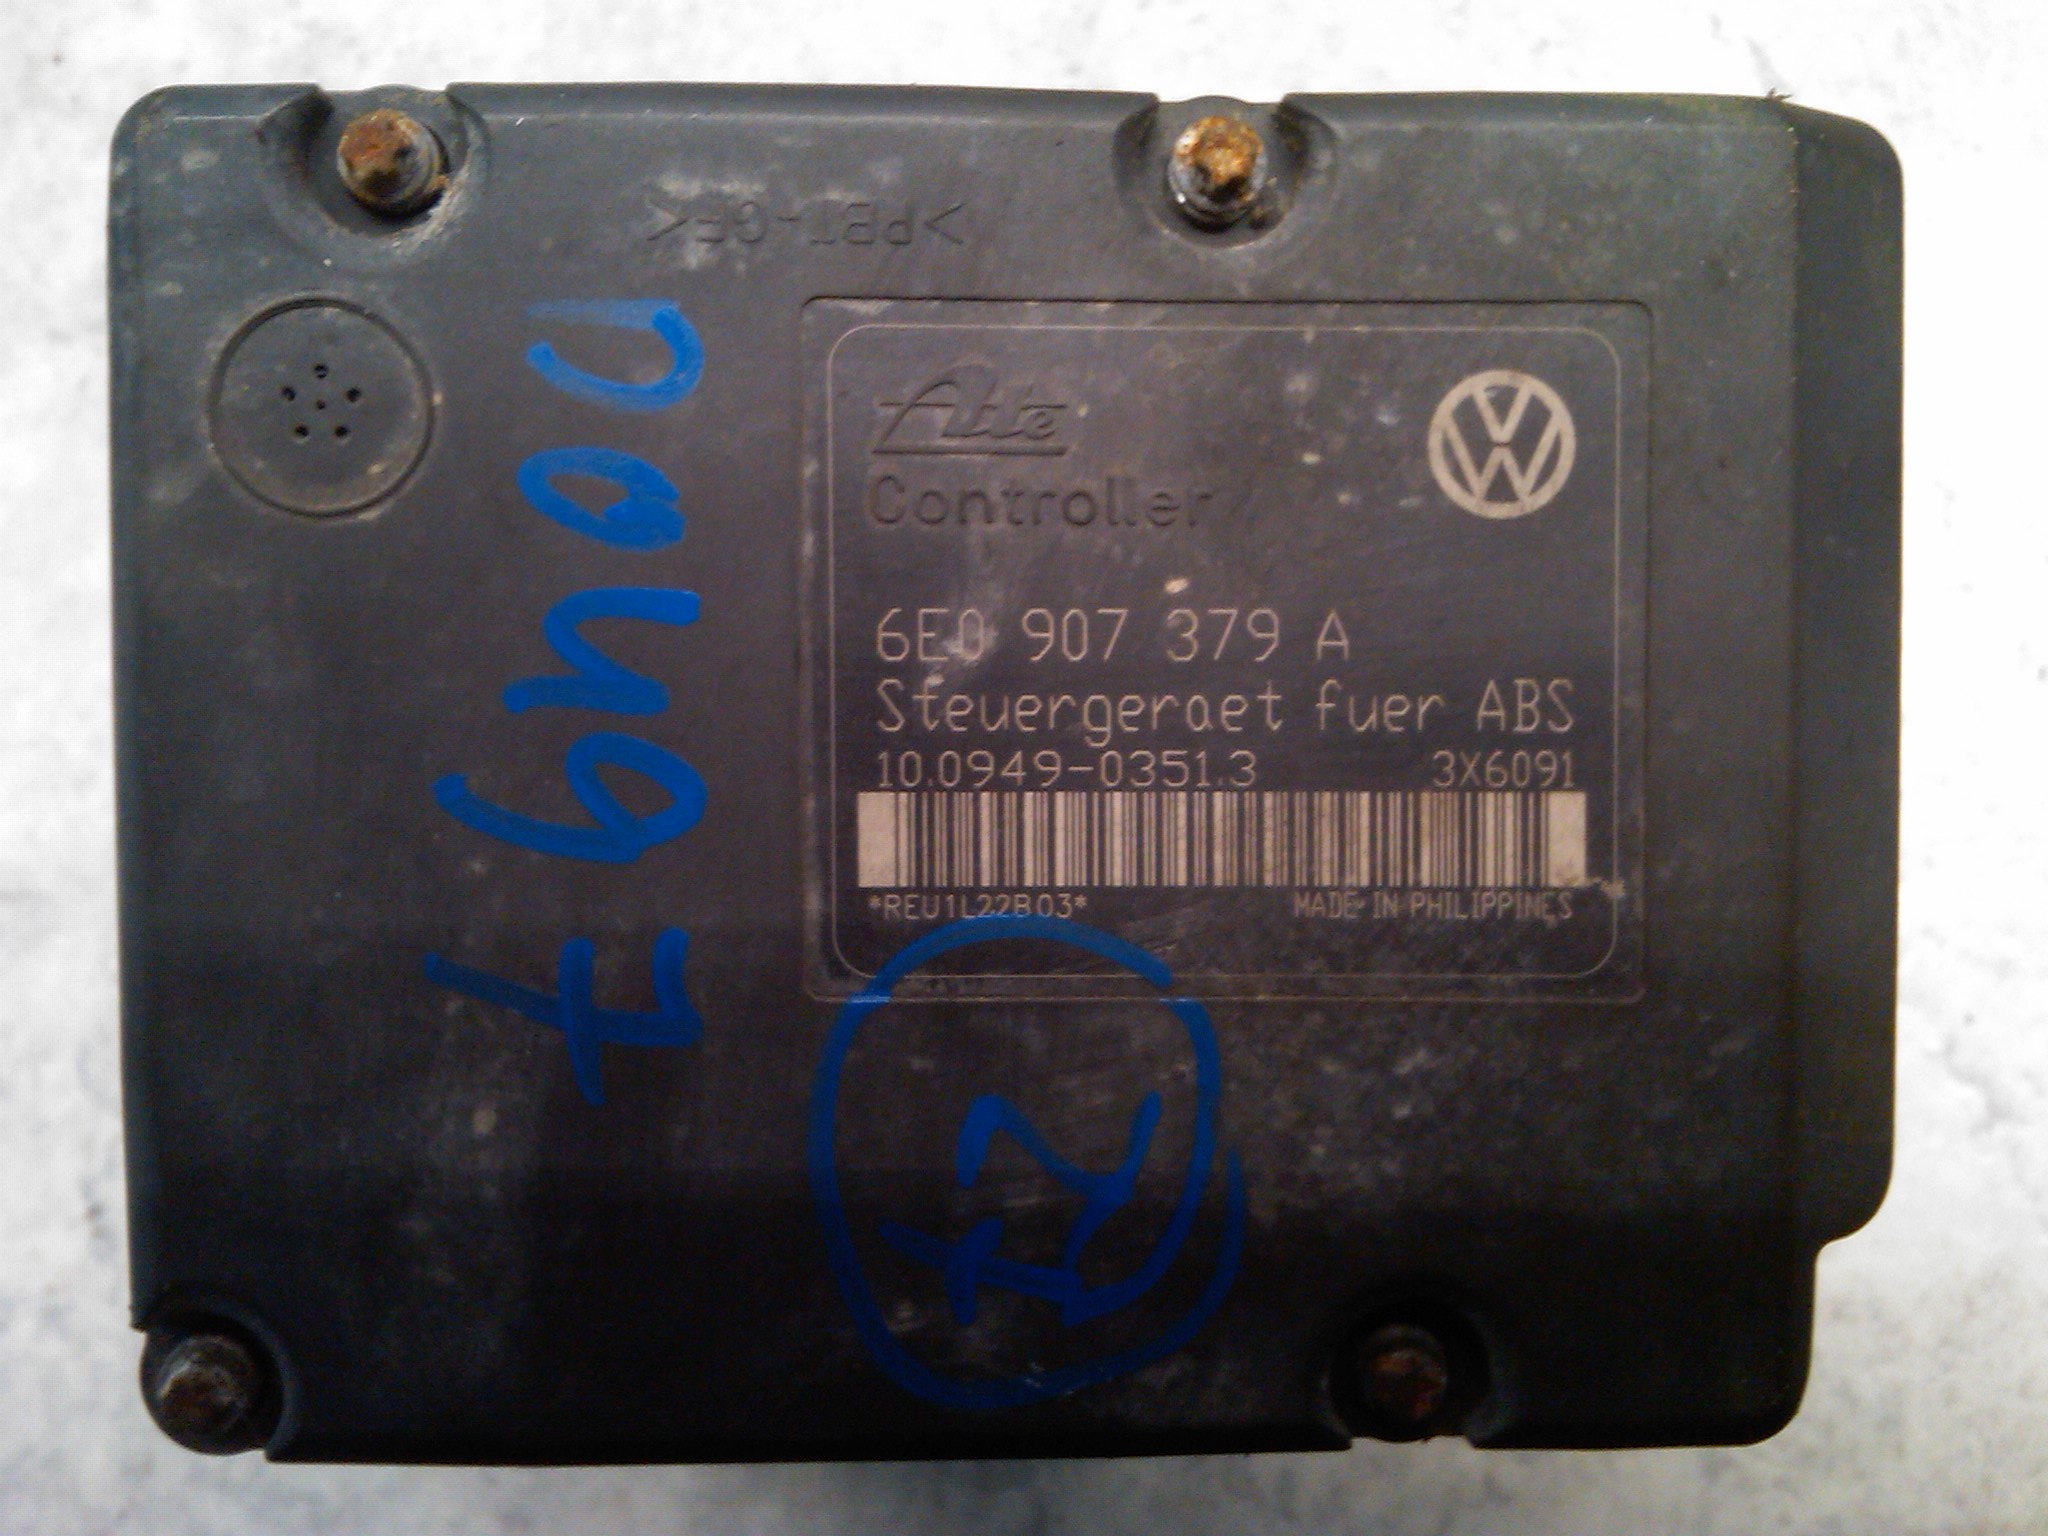 >PBT-GF<
Ate
Controller
6E0 907 379 A
Steuergeraet fuer ABS
10.0949-0351.3 3X6091
*REU1L22B03*
MADE IN PHILIPPINES